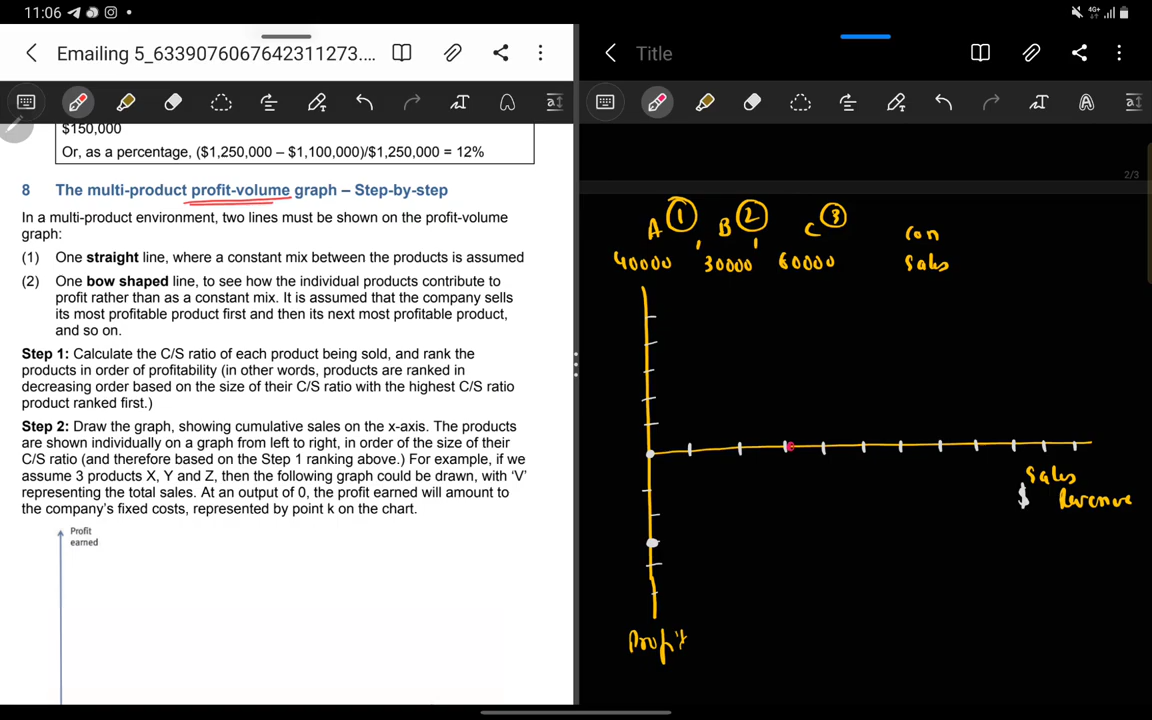 11:06
4G+
Emailing 5_6339076067642311273....
$150,000
Or, as a percentage, ($1,250,000 – $1,100,000)/$1,250,000 = 12%
8 The multi-product profit-volume graph – Step-by-step
In a multi-product environment, two lines must be shown on the profit-volume
graph:
(1) One straight line, where a constant mix between the products is assumed
(2) One bow shaped line, to see how the individual products contribute to
profit rather than as a constant mix. It is assumed that the company sells
its most profitable product first and then its next most profitable product,
and so on.
Step 1: Calculate the C/S ratio of each product being sold, and rank the
products in order of profitability (in other words, products are ranked in
decreasing order based on the size of their C/S ratio with the highest C/S ratio
product ranked first.)
Step 2: Draw the graph, showing cumulative sales on the x-axis. The products
are shown individually on a graph from left to right, in order of the size of their
C/S ratio (and therefore based on the Step 1 ranking above.) For example, if we
assume 3 products X, Y and Z, then the following graph could be drawn, with ‘V’
representing the total sales. At an output of 0, the profit earned will amount to
the company’s fixed costs, represented by point k on the chart.
Profit
earned
Title
2/3
A 1 , B 2 , C 3 Con
40000 30000 60000 Sales
Sales
$ Revenue
Profit